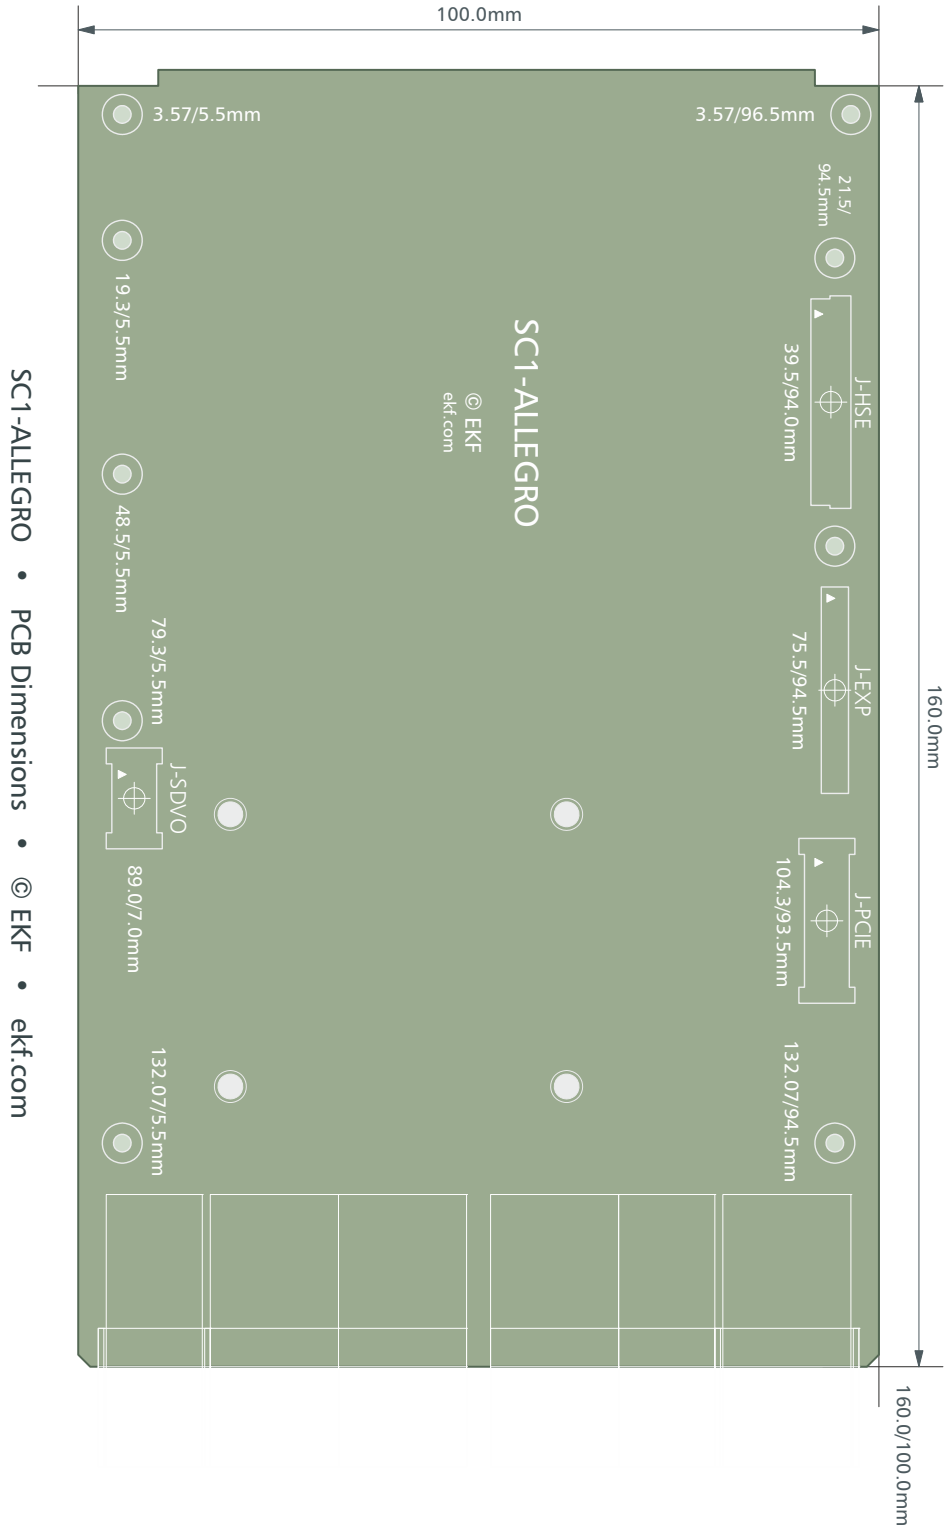 100.0mm
3.57/5.5mm
3.57/96.5mm
21.5/
94.5mm
19.3/5.5mm
SC1-ALLEGRO
© EKF
ekf.com
J-HSE
39.5/94.0mm
48.5/5.5mm
79.3/5.5mm
J-EXP
75.5/94.5mm
160.0mm
J-SDVO
89.0/7.0mm
J-PCIE
104.3/93.5mm
132.07/5.5mm
132.07/94.5mm
160.0/100.0mm
SC1-ALLEGRO • PCB Dimensions • © EKF • ekf.com